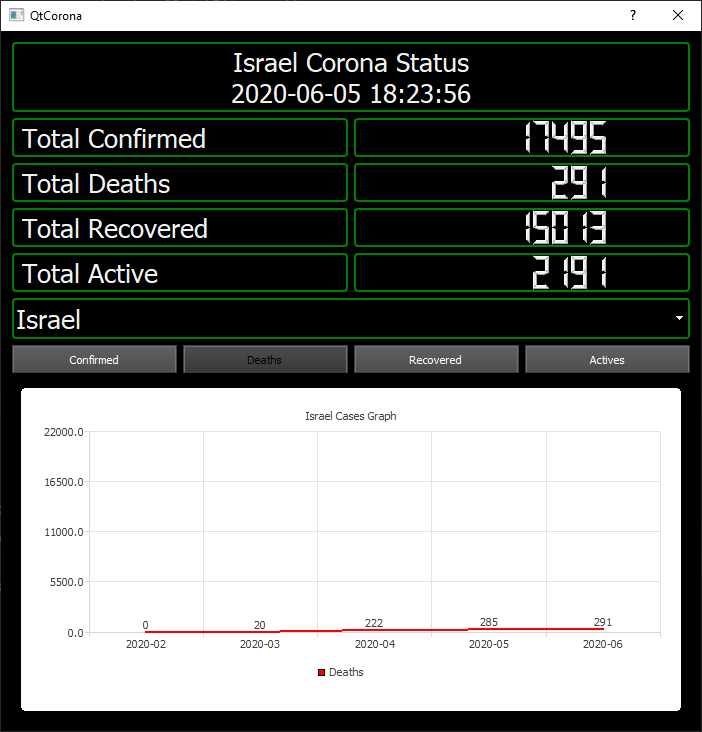 QtCorona
Israel Corona Status
2020-06-05 18:23:56
Total Confirmed 17495
Total Deaths 291
Total Recovered 15013
Total Active 2191
Israel
Confirmed Deaths Recovered Actives
Israel Cases Graph
22000.0
16500.0
11000.0
5500.0
0.0
0 20 222 285 291
2020-02 2020-03 2020-04 2020-05 2020-06
Deaths